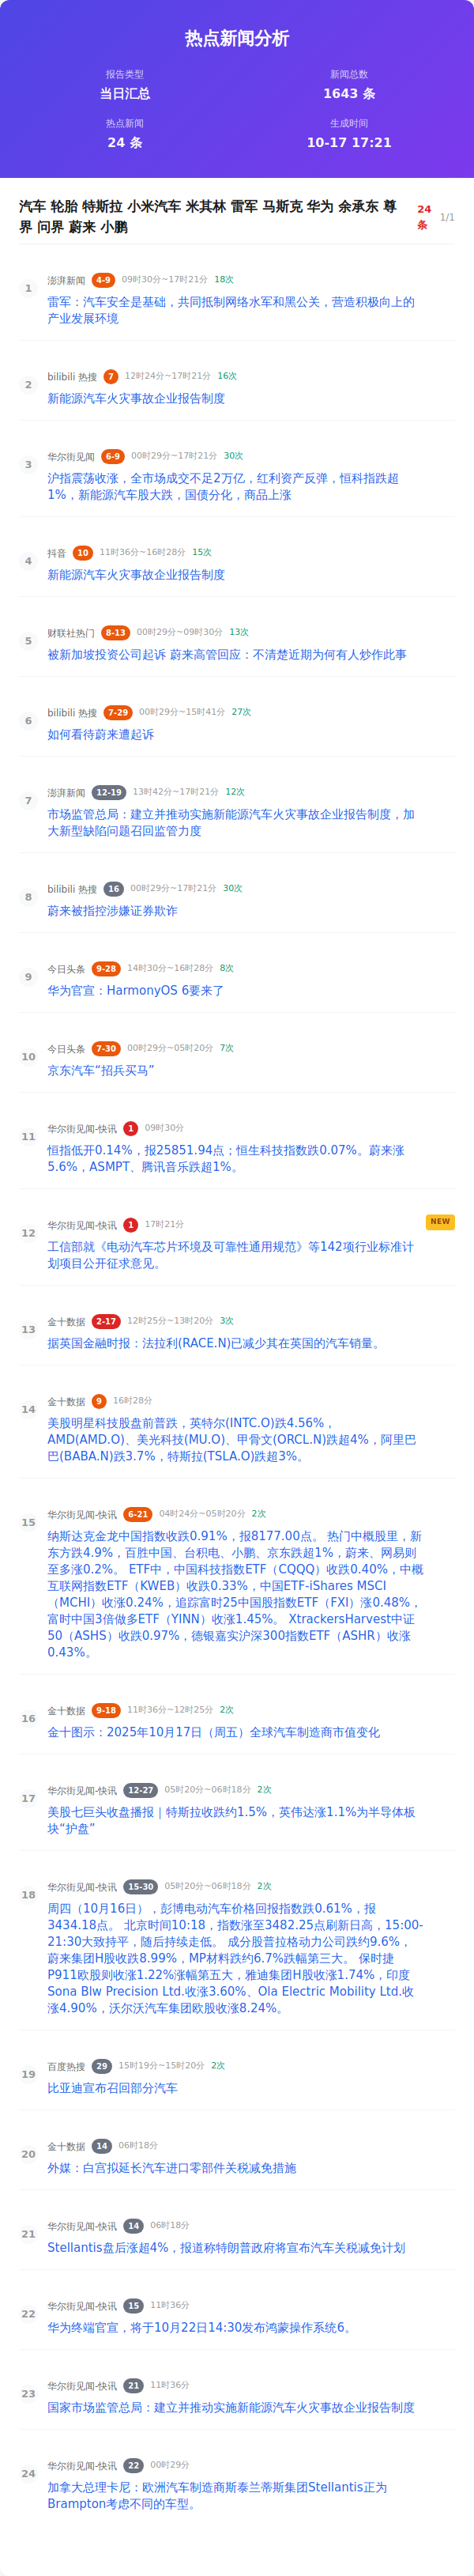 热点新闻分析
报告类型
新闻总数
当日汇总
1643 条
热点新闻
生成时间
24 条
10-17 17:21
汽车 轮胎 特斯拉 小米汽车 米其林 雷军 马斯克 华为 余承东 尊
界 问界 蔚来 小鹏
24
条
1/1
1
澎湃新闻 4-9 09时30分~17时21分 18次
雷军：汽车安全是基础，共同抵制网络水军和黑公关，营造积极向上的
产业发展环境
2
bilibili 热搜 7 12时24分~17时21分 16次
新能源汽车火灾事故企业报告制度
3
华尔街见闻 6-9 00时29分~17时21分 30次
沪指震荡收涨，全市场成交不足2万亿，红利资产反弹，恒科指跌超
1%，新能源汽车股大跌，国债分化，商品上涨
4
抖音 10 11时36分~16时28分 15次
新能源汽车火灾事故企业报告制度
5
财联社热门 8-13 00时29分~09时30分 13次
被新加坡投资公司起诉 蔚来高管回应：不清楚近期为何有人炒作此事
6
bilibili 热搜 7-29 00时29分~15时41分 27次
如何看待蔚来遭起诉
7
澎湃新闻 12-19 13时42分~17时21分 12次
市场监管总局：建立并推动实施新能源汽车火灾事故企业报告制度，加
大新型缺陷问题召回监管力度
8
bilibili 热搜 16 00时29分~17时21分 30次
蔚来被指控涉嫌证券欺诈
9
今日头条 9-28 14时30分~16时28分 8次
华为官宣：HarmonyOS 6要来了
10
今日头条 7-30 00时29分~05时20分 7次
京东汽车“招兵买马”
11
华尔街见闻-快讯 1 09时30分
恒指低开0.14%，报25851.94点；恒生科技指数跌0.07%。蔚来涨
5.6%，ASMPT、腾讯音乐跌超1%。
12
华尔街见闻-快讯 1 17时21分
NEW
工信部就《电动汽车芯片环境及可靠性通用规范》等142项行业标准计
划项目公开征求意见。
13
金十数据 2-17 12时25分~13时20分 3次
据英国金融时报：法拉利(RACE.N)已减少其在英国的汽车销量。
14
金十数据 9 16时28分
美股明星科技股盘前普跌，英特尔(INTC.O)跌4.56%，
AMD(AMD.O)、美光科技(MU.O)、甲骨文(ORCL.N)跌超4%，阿里巴
巴(BABA.N)跌3.7%，特斯拉(TSLA.O)跌超3%。
15
华尔街见闻-快讯 6-21 04时24分~05时20分 2次
纳斯达克金龙中国指数收跌0.91%，报8177.00点。 热门中概股里，新
东方跌4.9%，百胜中国、台积电、小鹏、京东跌超1%，蔚来、网易则
至多涨0.2%。 ETF中，中国科技指数ETF（CQQQ）收跌0.40%，中概
互联网指数ETF（KWEB）收跌0.33%，中国ETF-iShares MSCI
（MCHI）收涨0.24%，追踪富时25中国股指数ETF（FXI）涨0.48%，
富时中国3倍做多ETF（YINN）收涨1.45%。 XtrackersHarvest中证
50（ASHS）收跌0.97%，德银嘉实沪深300指数ETF（ASHR）收涨
0.43%。
16
金十数据 9-18 11时36分~12时25分 2次
金十图示：2025年10月17日（周五）全球汽车制造商市值变化
17
华尔街见闻-快讯 12-27 05时20分~06时18分 2次
美股七巨头收盘播报｜特斯拉收跌约1.5%，英伟达涨1.1%为半导体板
块“护盘”
18
华尔街见闻-快讯 15-30 05时20分~06时18分 2次
周四（10月16日），彭博电动汽车价格回报指数跌0.61%，报
3434.18点。 北京时间10:18，指数涨至3482.25点刷新日高，15:00-
21:30大致持平，随后持续走低。 成分股普拉格动力公司跌约9.6%，
蔚来集团H股收跌8.99%，MP材料跌约6.7%跌幅第三大。 保时捷
P911欧股则收涨1.22%涨幅第五大，雅迪集团H股收涨1.74%，印度
Sona Blw Precision Ltd.收涨3.60%、Ola Electric Mobility Ltd.收
涨4.90%，沃尔沃汽车集团欧股收涨8.24%。
19
百度热搜 29 15时19分~15时20分 2次
比亚迪宣布召回部分汽车
20
金十数据 14 06时18分
外媒：白宫拟延长汽车进口零部件关税减免措施
21
华尔街见闻-快讯 14 06时18分
Stellantis盘后涨超4%，报道称特朗普政府将宣布汽车关税减免计划
22
华尔街见闻-快讯 15 11时36分
华为终端官宣，将于10月22日14:30发布鸿蒙操作系统6。
23
华尔街见闻-快讯 21 11时36分
国家市场监管总局：建立并推动实施新能源汽车火灾事故企业报告制度
24
华尔街见闻-快讯 22 00时29分
加拿大总理卡尼：欧洲汽车制造商斯泰兰蒂斯集团Stellantis正为
Brampton考虑不同的车型。